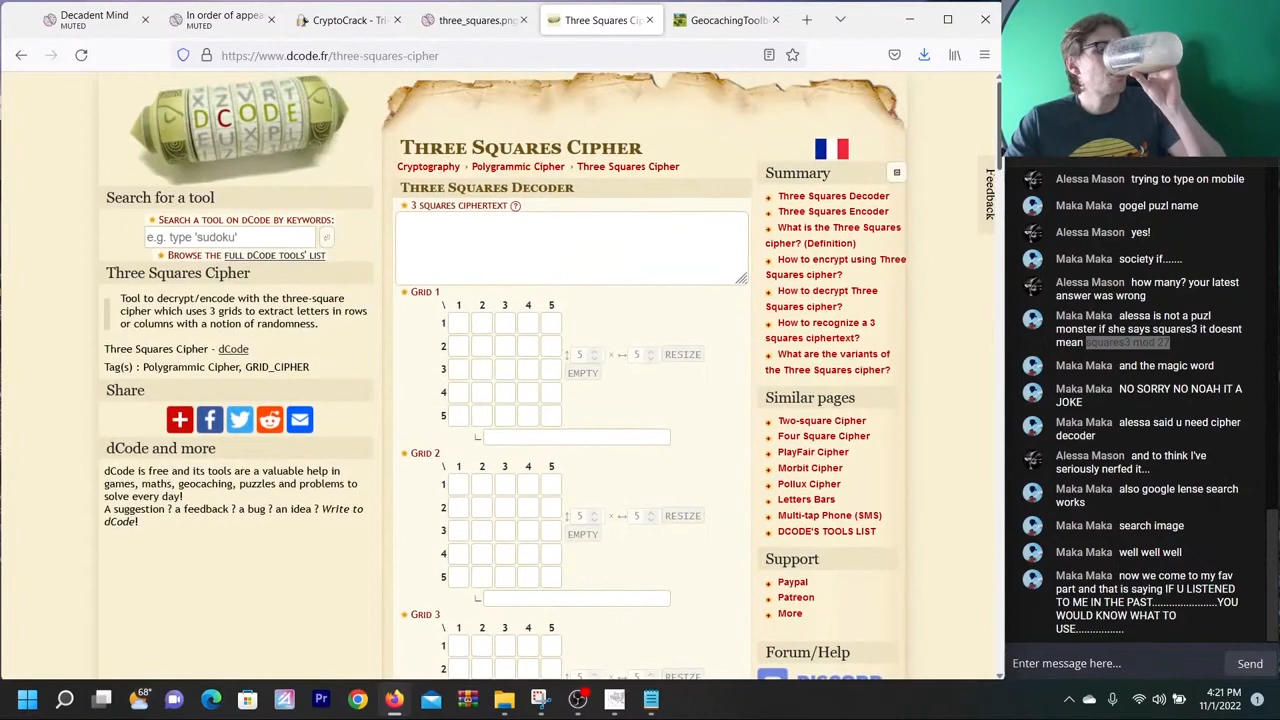 Decadent Mind
MUTED
In order of appea
MUTED
CryptoCrack - Tri
three_squares.png
Three Squares Ci
GeocachingToolb
https://www.dcode.fr/three-squares-cipher
DCODE
Search for a tool
SEARCH A TOOL ON DCODE BY KEYWORDS:
e.g. type 'sudoku'
BROWSE THE FULL DCODE TOOLS' LIST
Three Squares Cipher
Tool to decrypt/encode with the three-square
cipher which uses 3 grids to extract letters in rows
or columns with a notion of randomness.
Three Squares Cipher - dCode
Tag(s) : Polygrammic Cipher, GRID_CIPHER
Share
dCode and more
dCode is free and its tools are a valuable help in
games, maths, geocaching, puzzles and problems to
solve every day!
A suggestion ? a feedback ? a bug ? an idea ? Write to
dCode!
THREE SQUARES CIPHER
Cryptography › Polygrammic Cipher › Three Squares Cipher
THREE SQUARES DECODER
3 SQUARES CIPHERTEXT ?
GRID 1
\ 1 2 3 4 5
1
2
3
4
5
5 × 5 RESIZE
EMPTY
GRID 2
\ 1 2 3 4 5
1
2
3
4
5
5 × 5 RESIZE
EMPTY
GRID 3
\ 1 2 3 4 5
1
2
5 × 5 RESIZE
Summary
Three Squares Decoder
Three Squares Encoder
What is the Three Squares
cipher? (Definition)
How to encrypt using Three
Squares cipher?
How to decrypt Three
Squares cipher?
How to recognize a 3
squares ciphertext?
What are the variants of
the Three Squares cipher?
Similar pages
Two-square Cipher
Four Square Cipher
PlayFair Cipher
Morbit Cipher
Pollux Cipher
Letters Bars
Multi-tap Phone (SMS)
DCODE'S TOOLS LIST
Support
Paypal
Patreon
More
Forum/Help
DISCORD
Feedback
Alessa Mason trying to type on mobile
Maka Maka gogel puzl name
Alessa Mason yes!
Maka Maka society if.......
Alessa Mason how many? your latest
answer was wrong
Maka Maka alessa is not a puzl
monster if she says squares3 it doesnt
mean squares3 mod 27
Maka Maka and the magic word
Maka Maka NO SORRY NO NOAH IT A
JOKE
Maka Maka alessa said u need cipher
decoder
Alessa Mason and to think I've
seriously nerfed it...
Maka Maka also google lense search
works
Maka Maka search image
Maka Maka well well well
Maka Maka now we come to my fav
part and that is saying IF U LISTENED
TO ME IN THE PAST.......................YOU
WOULD KNOW WHAT TO
USE.................
Enter message here...
Send
68°
Pr
4:21 PM
11/1/2022
1